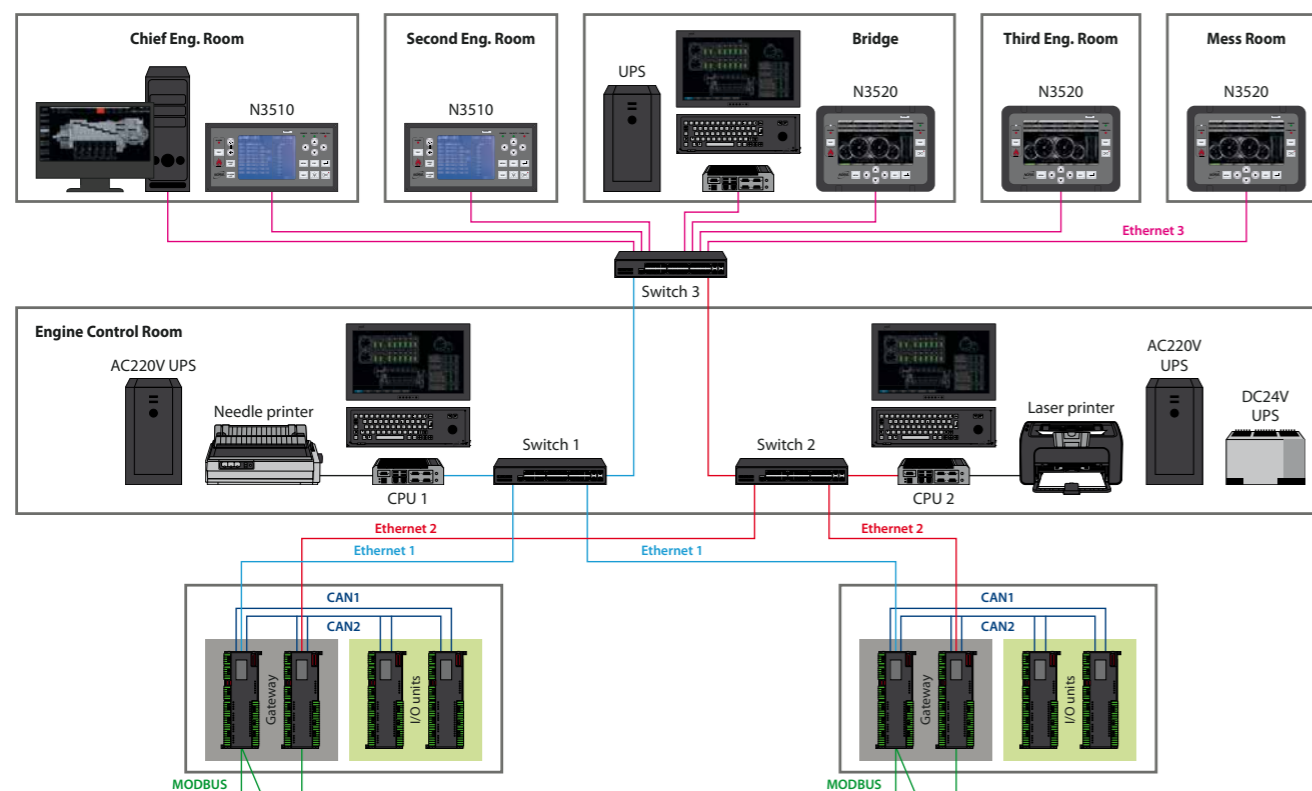 Chief Eng. Room
Second Eng. Room
Bridge
Third Eng. Room
Mess Room
N3510
N3510
UPS
N3520
N3520
N3520
Ethernet 3
Switch 3
Engine Control Room
AC220V UPS
Needle printer
CPU 1
Switch 1
Switch 2
CPU 2
Laser printer
AC220V
UPS
DC24V
UPS
Ethernet 2
Ethernet 2
Ethernet 1
Ethernet 1
CAN1
CAN2
Gateway
I/O units
MODBUS
CAN1
CAN2
Gateway
I/O units
MODBUS